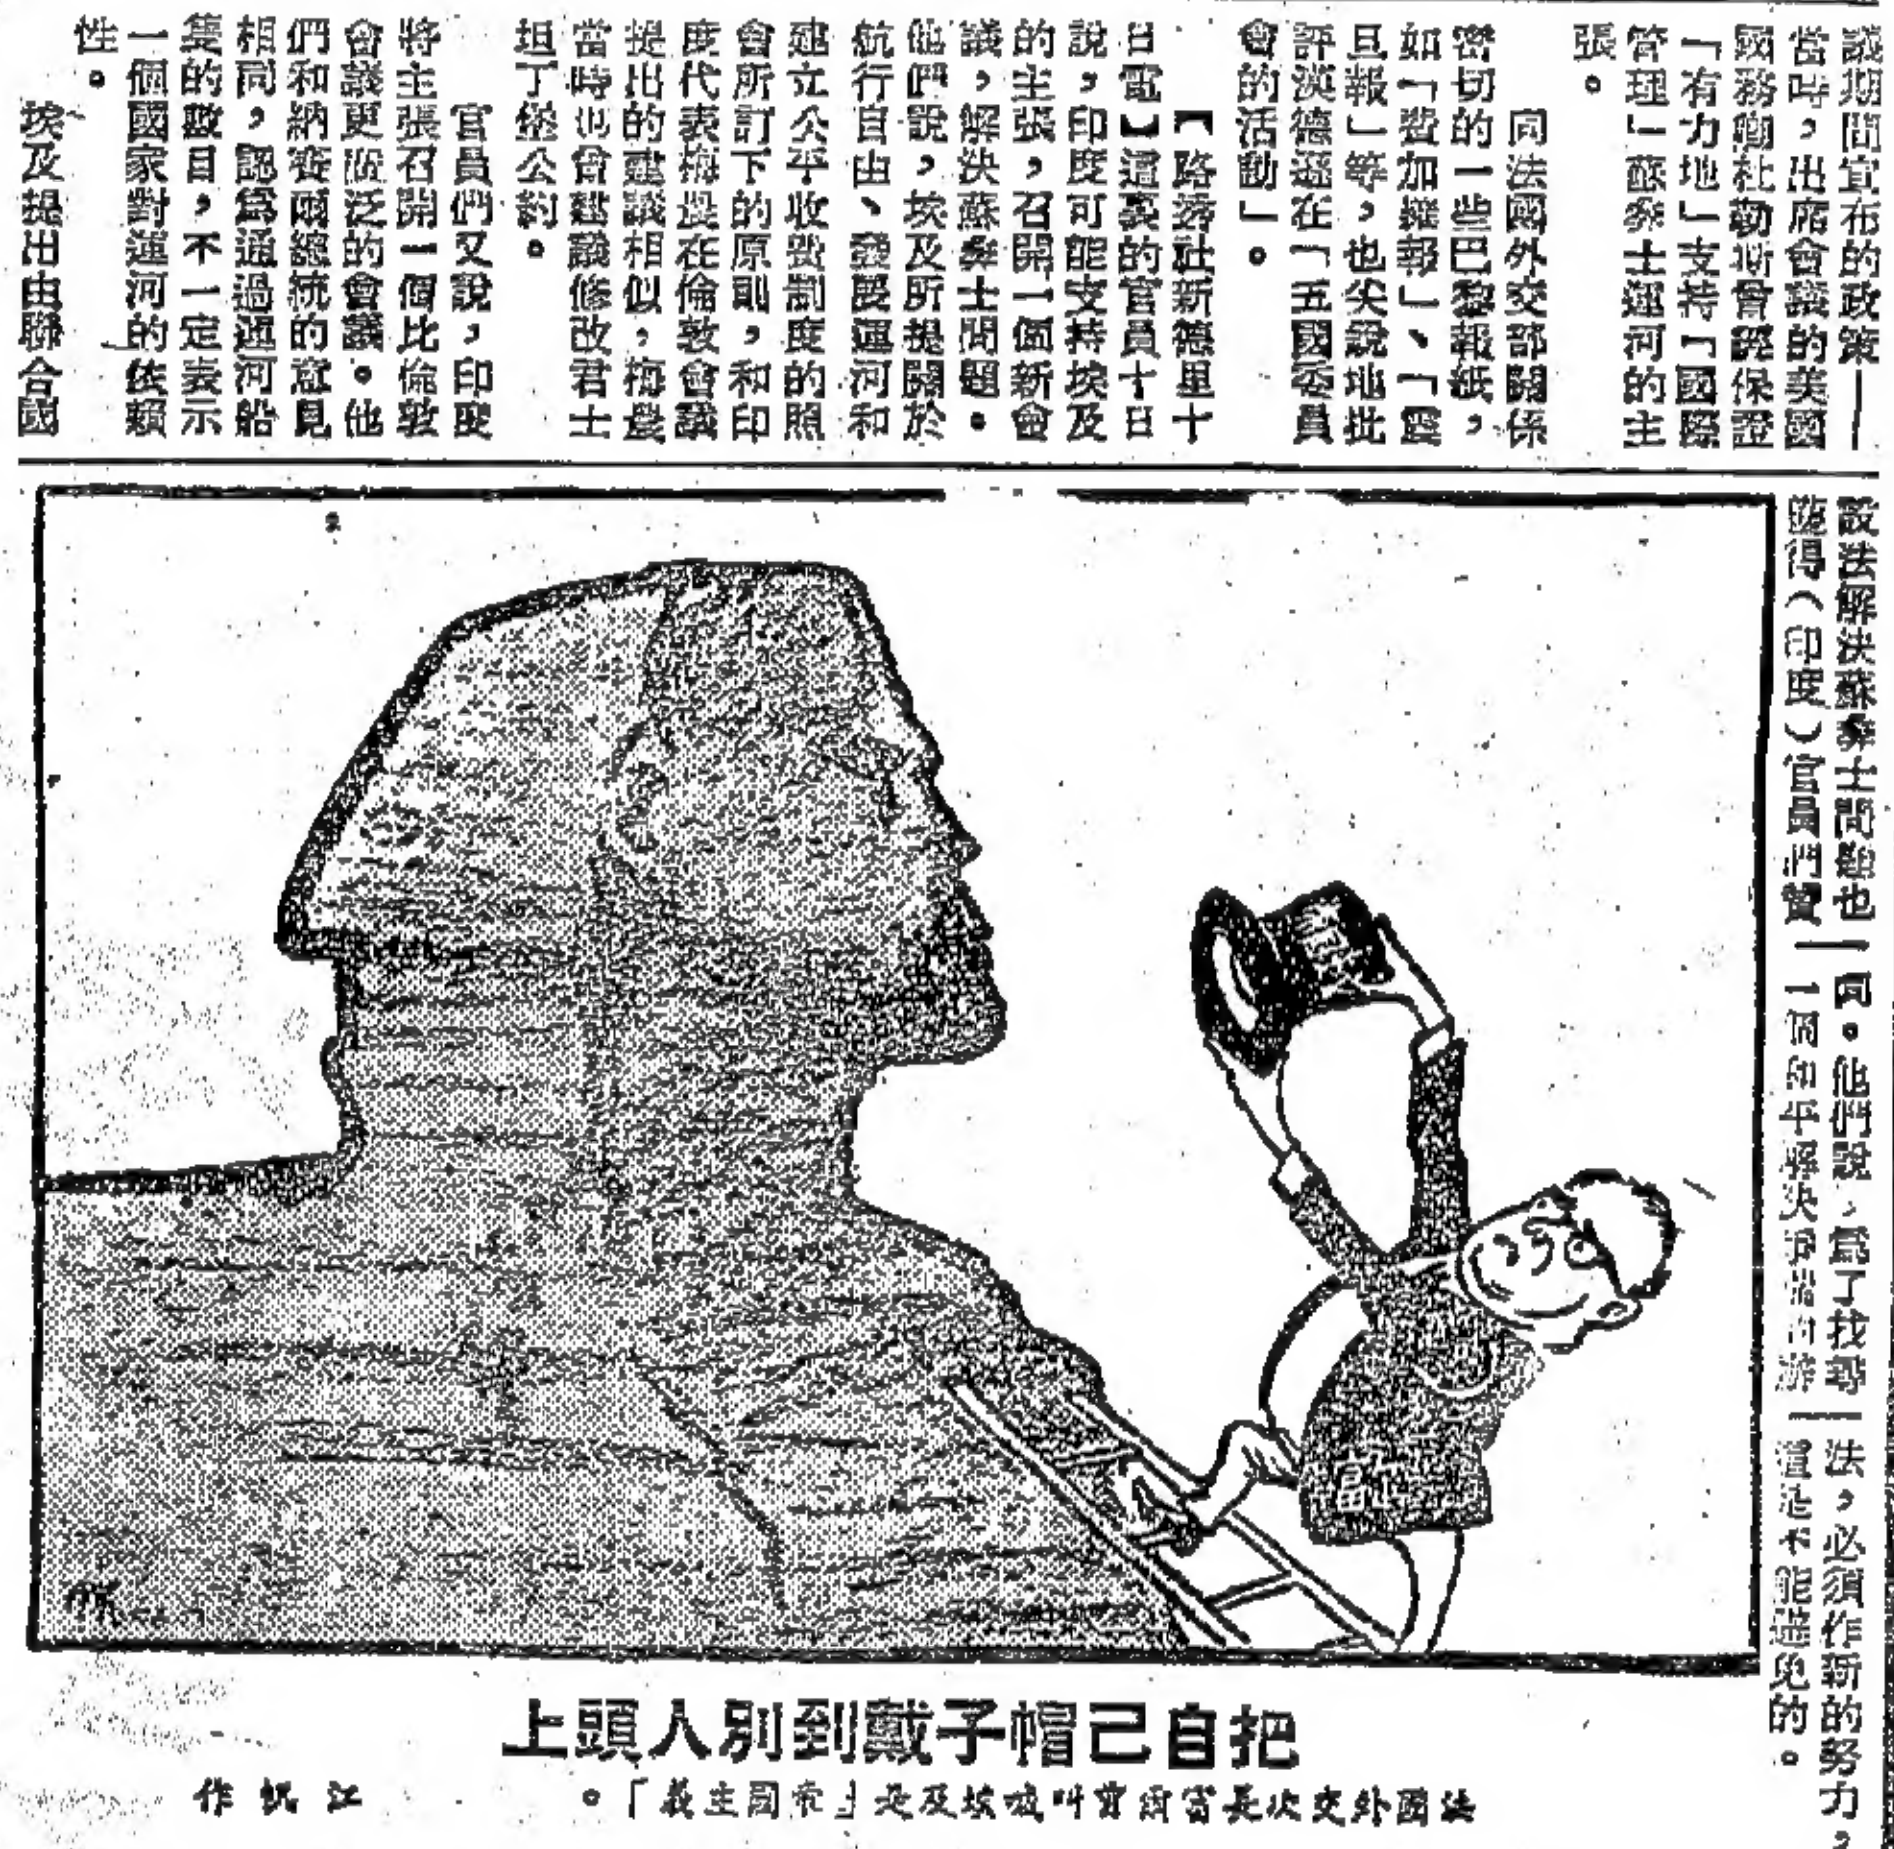 議期間宣布的政策——
當時，出席會議的美國
國務卿杜勒斯曾經保證
「有力地」支持「國際
管理」蘇彝士運河的主
張。
同法國外交部關係
密切的一些巴黎報紙，
如「費加羅報」、「震
旦報」等，也尖銳地批
評漢德遜在「五國委員
會的活動」。
【路透社新德里十
日電】這裏的官員十日
說，印度可能支持埃及
的主張，召開一個新會
議，解決蘇彝士問題。
他們說，埃及所提關於
航行自由、發展運河和
建立公平收費制度的照
會所訂下的原則，和印
度代表梅農在倫敦會議
提出的建議相似，梅農
當時也曾建議修改君士
坦丁堡公約。
官員們又說，印度
將主張召開一個比倫敦
會議更廣泛的會議。他
們和納賽爾總統的意見
相同，認為通過運河船
隻的數目，不一定表示
一個國家對運河的依賴
性。
埃及提出由聯合國
設法解決蘇彝士問題也
獲得（印度）官員們贊
同。他們說，為了找尋
一個和平解決爭端的辦
法，必須作新的努力，
這是不能避免的。
把自己帽子戴到別人頭上
法國外交次長富爾賈叫囂埃及是「帝國主義」。
江帆作